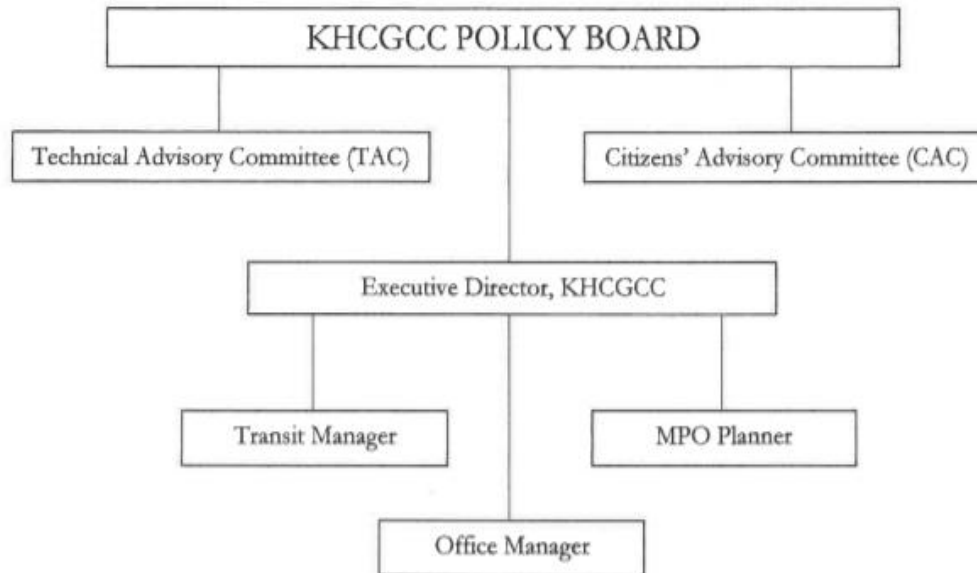 KHCGCC POLICY BOARD
Technical Advisory Committee (TAC)
Citizens' Advisory Committee (CAC)
Executive Director, KHCGCC
Transit Manager
MPO Planner
Office Manager